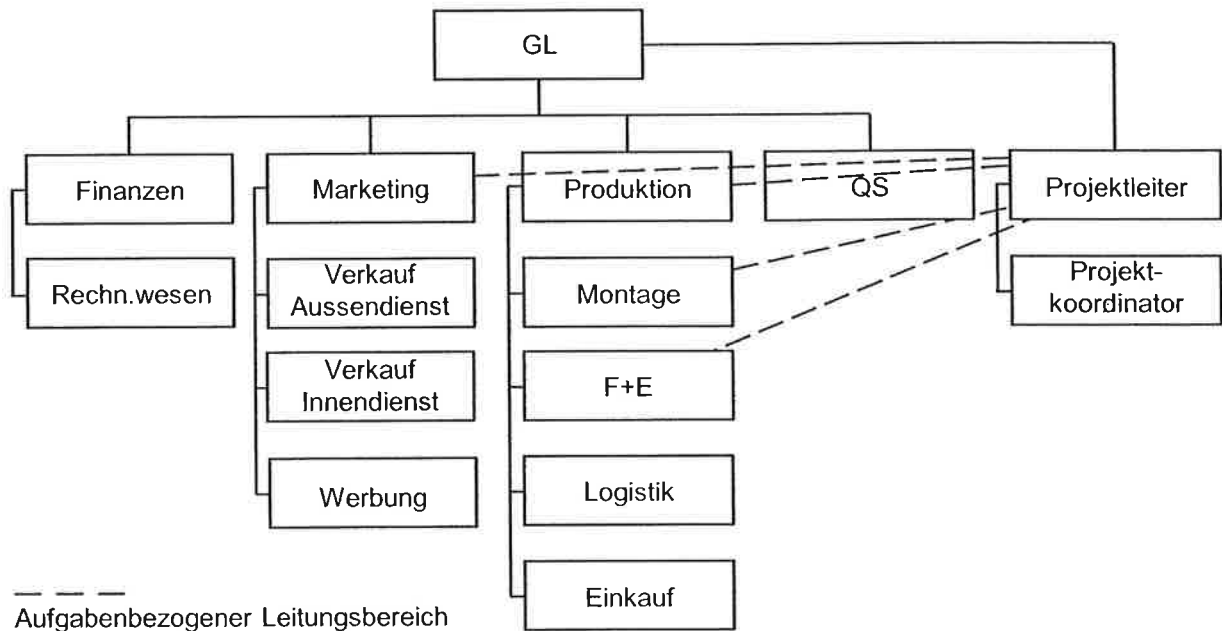 GL
Finanzen
Marketing
Produktion
QS
Projektleiter
Rechn.wesen
Verkauf
Aussendienst
Montage
Projekt-
koordinator
Verkauf
Innendienst
F+E
Werbung
Logistik
Einkauf
Aufgabenbezogener Leitungsbereich